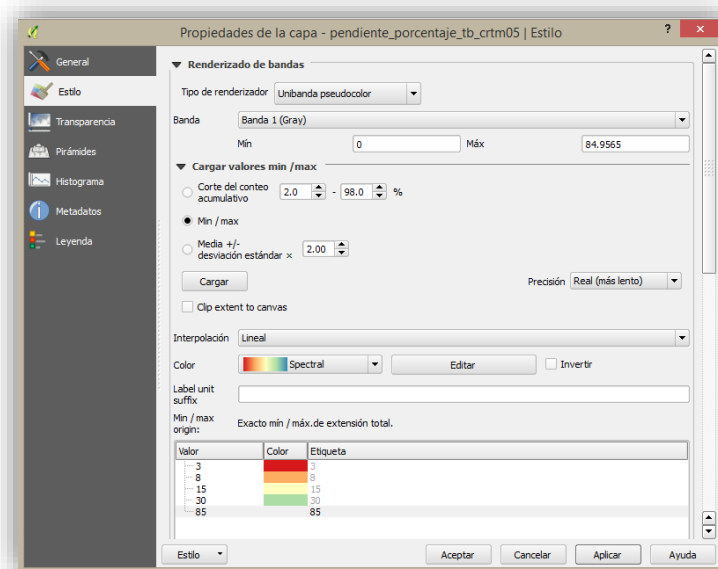 Propiedades de la capa - pendiente_porcentaje_tb_crtm05 | Estilo ? ×
General
Estilo
Transparencia
Pirámides
Histograma
Metadatos
Leyenda
Renderizado de bandas
Tipo de renderizador Unibanda pseudocolor
Banda Banda 1 (Gray)
Mín 0 Máx 84.9565
Cargar valores min /max
Corte del conteo
acumulativo 2.0 - 98.0 %
Min / max
Media +/-
desviación estándar × 2.00
Cargar Precisión Real (más lento)
Clip extent to canvas
Interpolación Lineal
Color Spectral Editar Invertir
Label unit
suffix
Min / max
origin: Exacto mín / máx.de extensión total.
Valor Color Etiqueta
3 3
8 8
15 15
30 30
85 85
Estilo Aceptar Cancelar Aplicar Ayuda